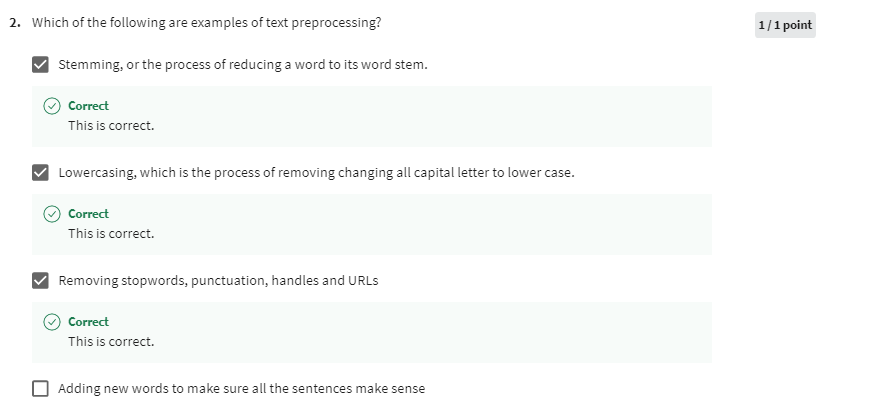 2. Which of the following are examples of text preprocessing?
1 / 1 point
Stemming, or the process of reducing a word to its word stem.
Correct
This is correct.
Lowercasing, which is the process of removing changing all capital letter to lower case.
Correct
This is correct.
Removing stopwords, punctuation, handles and URLs
Correct
This is correct.
Adding new words to make sure all the sentences make sense